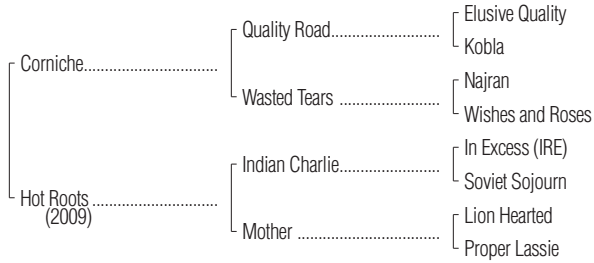 Elusive Quality
Quality Road
Kobla
Corniche
Najran
Wasted Tears
Wishes and Roses
In Excess (IRE)
Indian Charlie
Soviet Sojourn
Hot Roots
(2009)
Lion Hearted
Mother
Proper Lassie